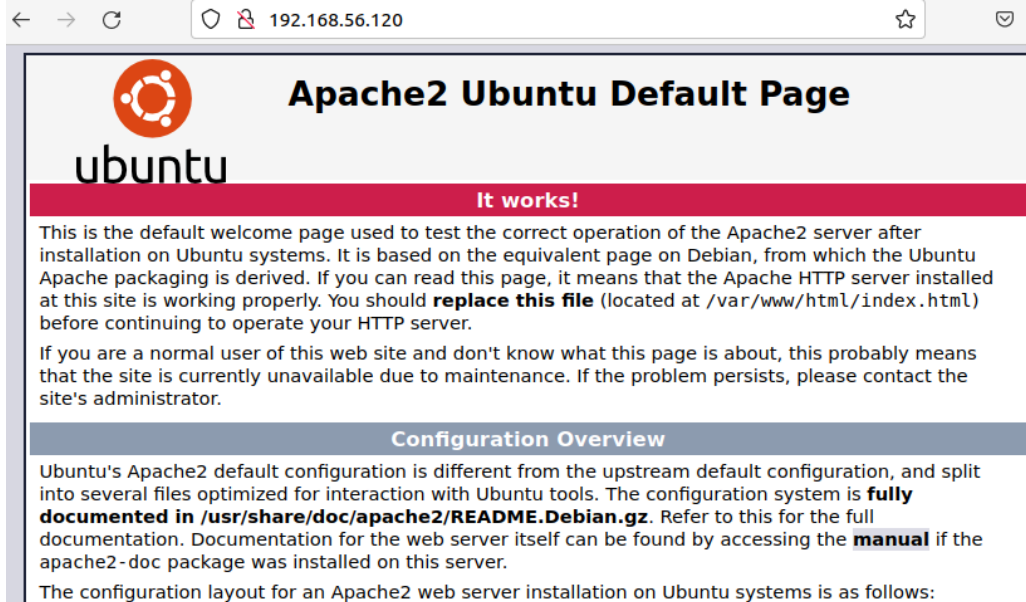 192.168.56.120
Apache2 Ubuntu Default Page
ubuntu
It works!
This is the default welcome page used to test the correct operation of the Apache2 server after
installation on Ubuntu systems. It is based on the equivalent page on Debian, from which the Ubuntu
Apache packaging is derived. If you can read this page, it means that the Apache HTTP server installed
at this site is working properly. You should replace this file (located at /var/www/html/index.html)
before continuing to operate your HTTP server.
If you are a normal user of this web site and don't know what this page is about, this probably means
that the site is currently unavailable due to maintenance. If the problem persists, please contact the
site's administrator.
Configuration Overview
Ubuntu's Apache2 default configuration is different from the upstream default configuration, and split
into several files optimized for interaction with Ubuntu tools. The configuration system is fully
documented in /usr/share/doc/apache2/README.Debian.gz. Refer to this for the full
documentation. Documentation for the web server itself can be found by accessing the manual if the
apache2-doc package was installed on this server.
The configuration layout for an Apache2 web server installation on Ubuntu systems is as follows: